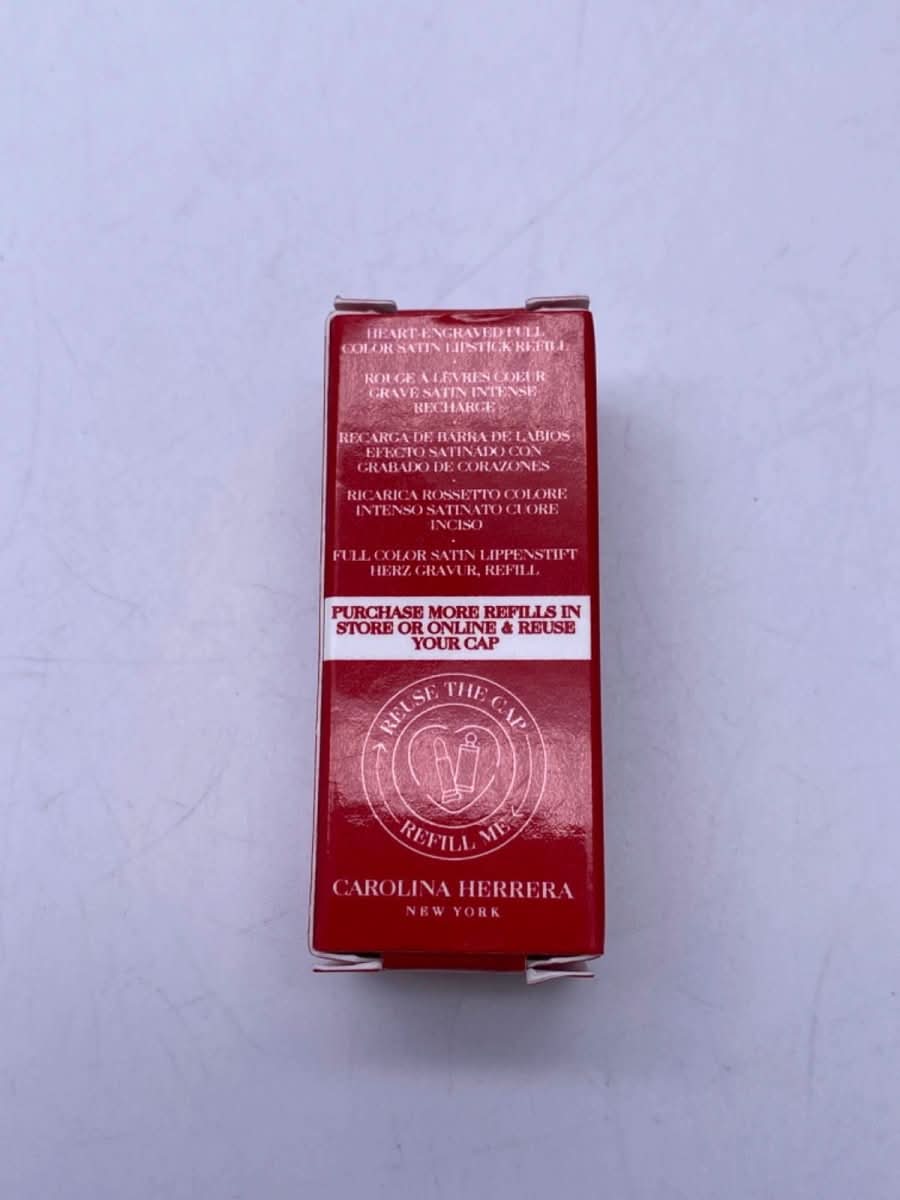 HEART-ENGRAVED FULL
COLOR SATIN LIPSTICK REFILL
·
ROUGE À LÈVRES COEUR
GRAVÉ SATIN INTENSE
RECHARGE
·
RECARGA DE BARRA DE LABIOS
EFECTO SATINADO CON
GRABADO DE CORAZONES
·
RICARICA ROSSETTO COLORE
INTENSO SATINATO CUORE
INCISO
·
FULL COLOR SATIN LIPPENSTIFT
HERZ GRAVUR, REFILL
PURCHASE MORE REFILLS IN
STORE OR ONLINE & REUSE
YOUR CAP
REUSE THE CAP
REFILL ME
CAROLINA HERRERA
NEW YORK